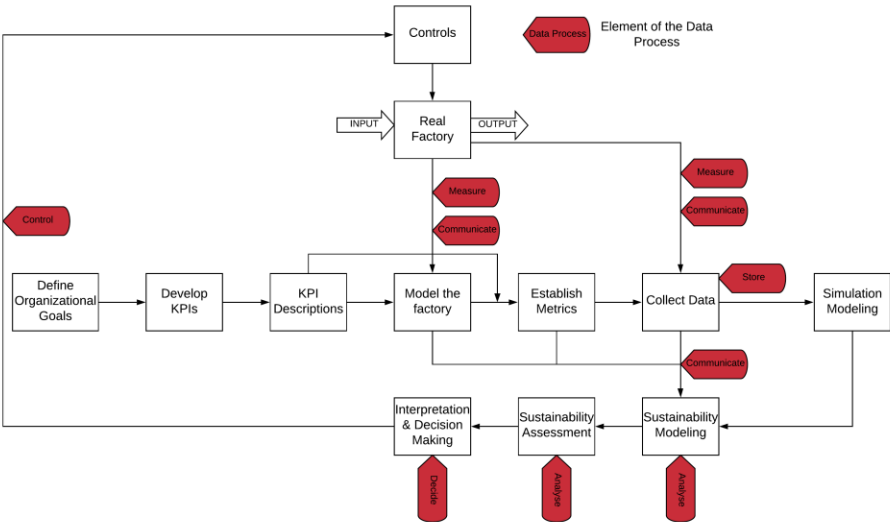 Controls
Data Process
Element of the Data
Process
INPUT
Real
Factory
OUTPUT
Measure
Measure
Communicate
Communicate
Control
Store
Define
Organizational
Goals
Develop
KPIs
KPI
Descriptions
Model the
factory
Establish
Metrics
Collect Data
Simulation
Modeling
Communicate
Interpretation
& Decision
Making
Sustainability
Assessment
Sustainability
Modeling
Decide
Analyse
Analyse